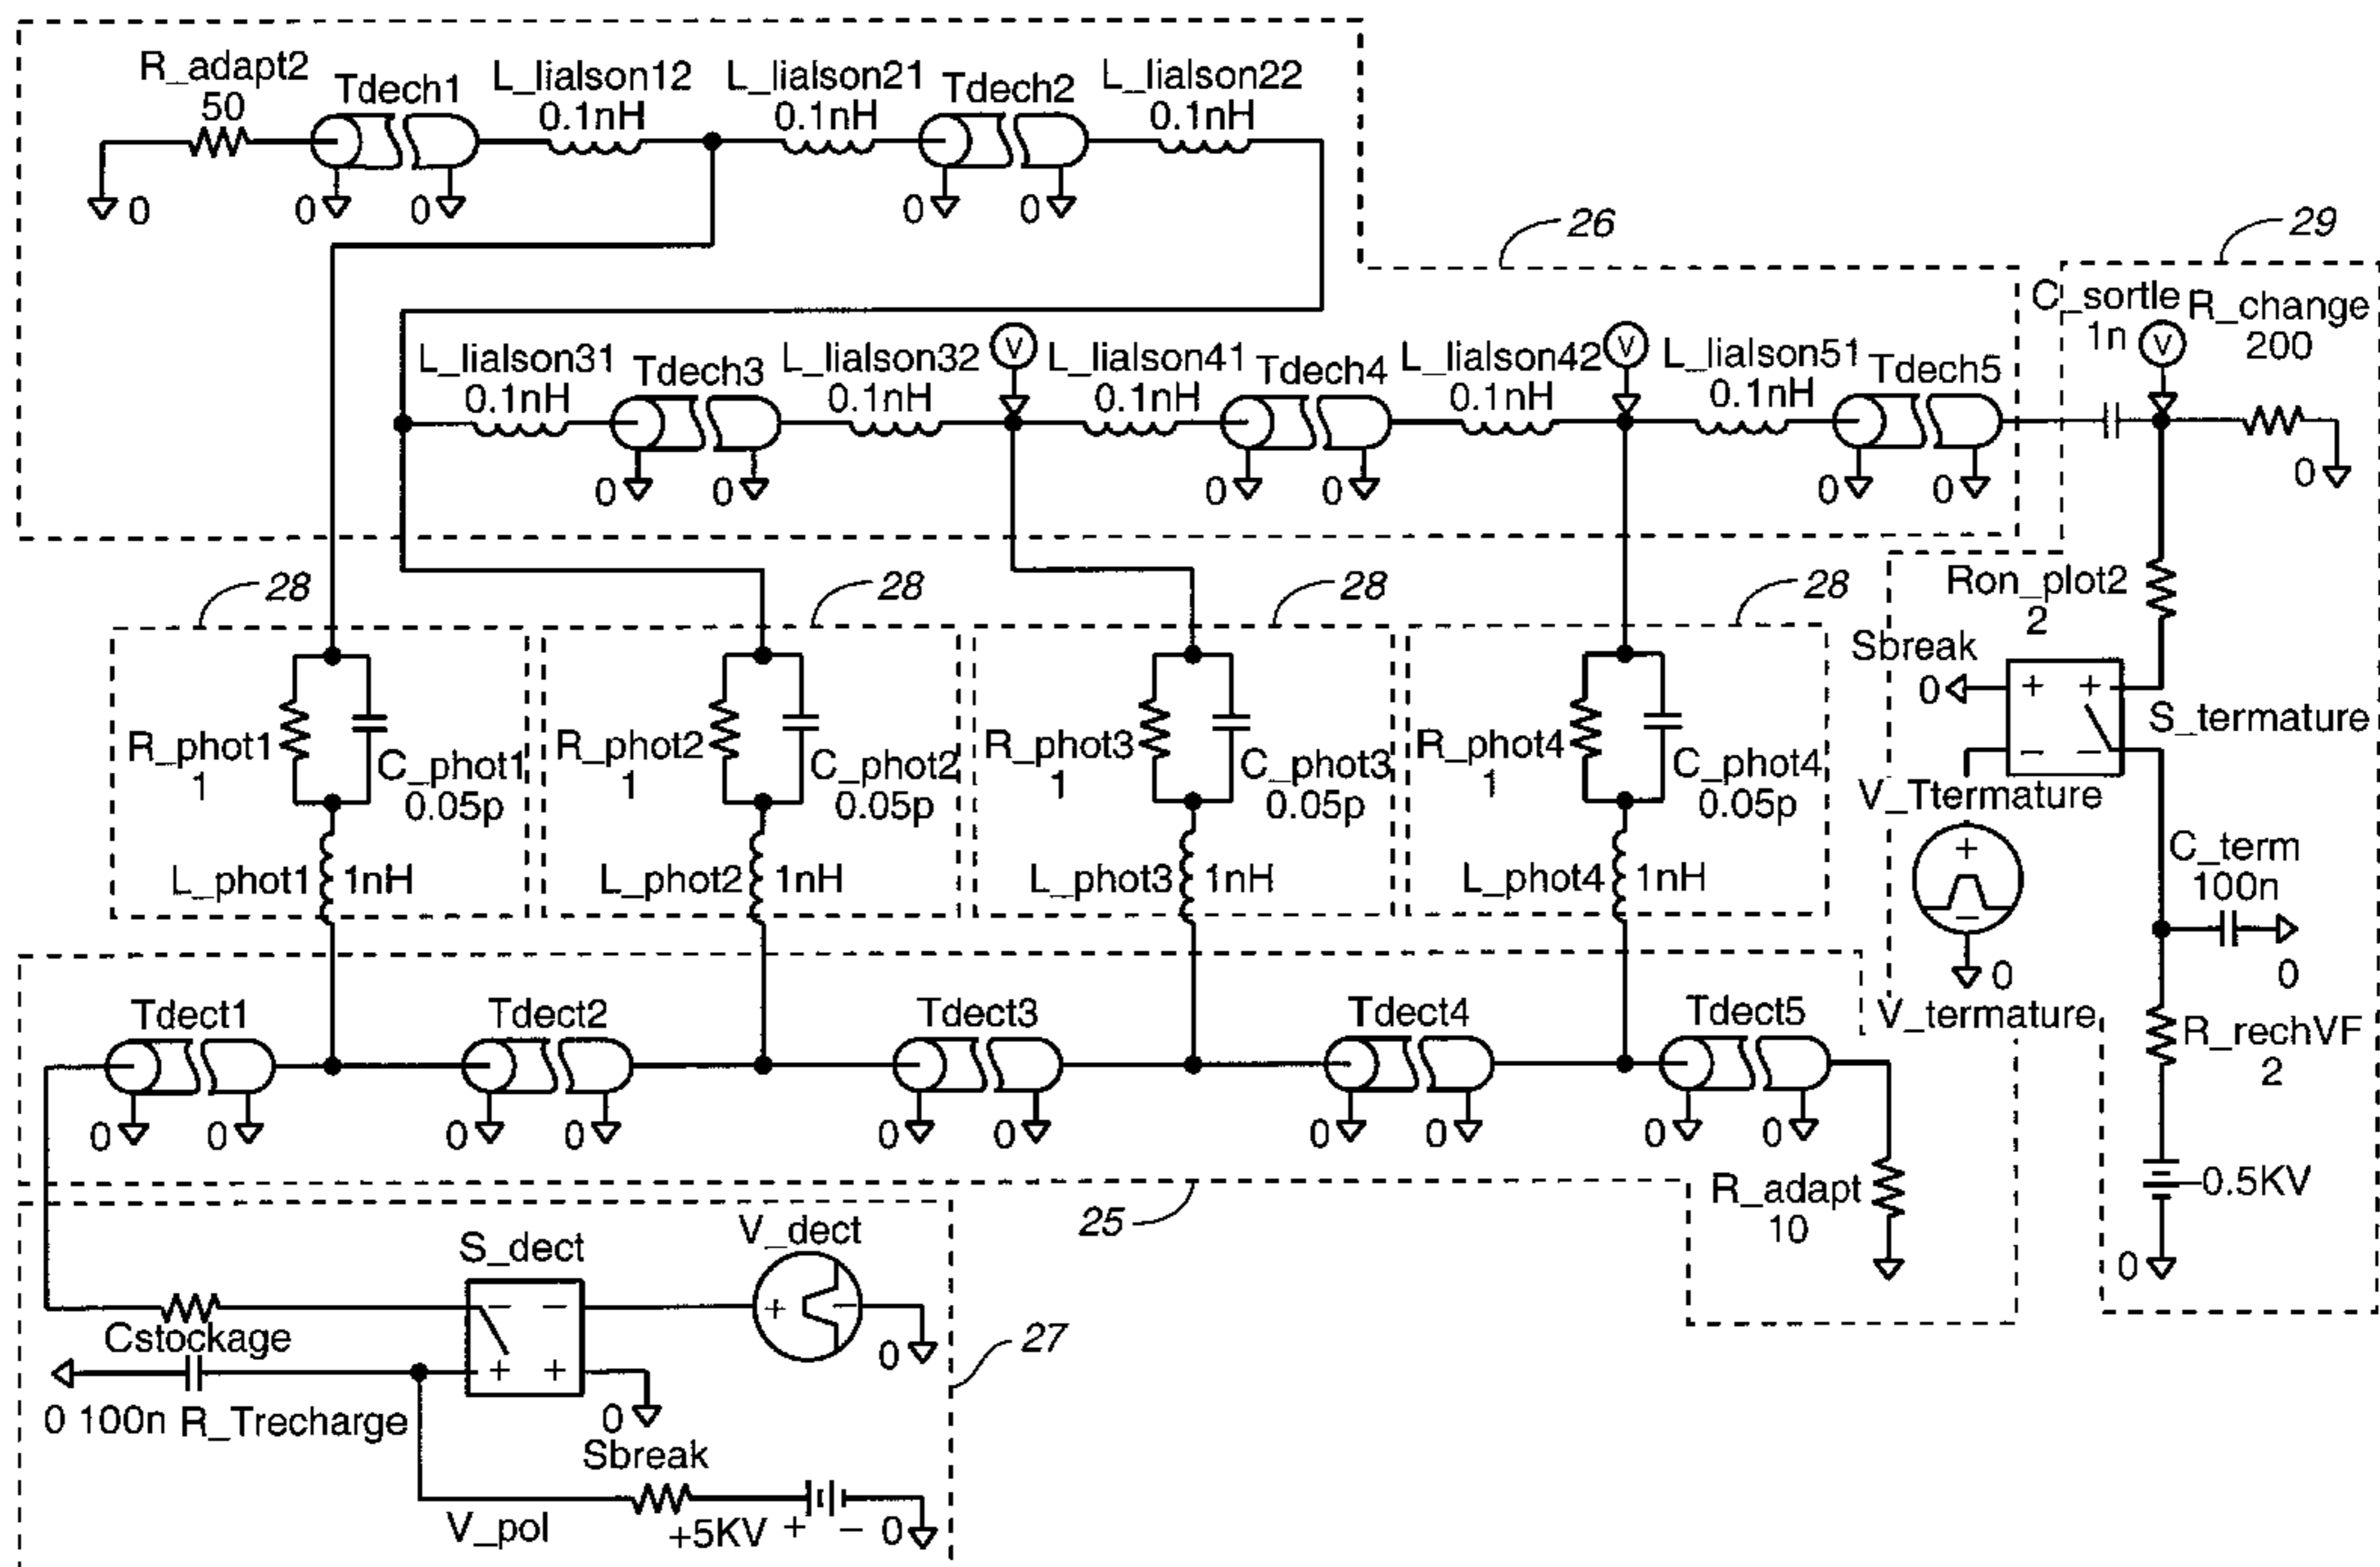 R_adapt2
50
Tdech1
L_lialson12
0.1nH
L_lialson21
0.1nH
Tdech2
L_lialson22
0.1nH
0
0
0
0
0
26
29
L_lialson31
0.1nH
Tdech3
L_lialson32
0.1nH
V
L_lialson41
0.1nH
Tdech4
L_lialson42
0.1nH
V
L_lialson51
0.1nH
Tdech5
C_sortle
1n
V
R_change
200
0
0
0
0
0
0
0
28
28
28
28
R_phot1
1
C_phot1
0.05p
L_phot1
1nH
R_phot2
1
C_phot2
0.05p
L_phot2
1nH
R_phot3
1
C_phot3
0.05p
L_phot3
1nH
R_phot4
1
C_phot4
0.05p
L_phot4
1nH
Ron_plot2
2
Sbreak
0
+ +
− −
S_termature
V_Ttermature
+
−
0
C_term
100n
0
V_termature
R_rechVF
2
−0.5KV
0
Tdect1
Tdect2
Tdect3
Tdect4
Tdect5
0
0
0
0
0
0
0
0
0
0
R_adapt
10
25
S_dect
V_dect
− −
+ −
0
27
Cstockage
+ +
0 100n R_Trecharge
0
Sbreak
V_pol
+5KV + − 0